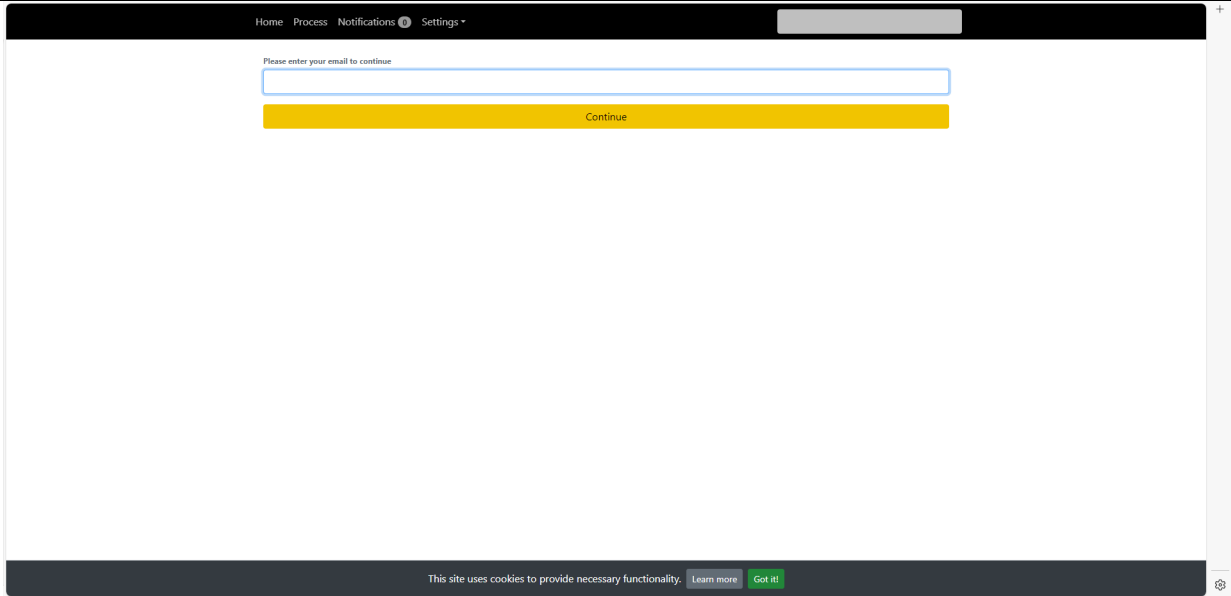 Home Process Notifications 0 Settings
Please enter your email to continue
Continue
This site uses cookies to provide necessary functionality. Learn more Got it!